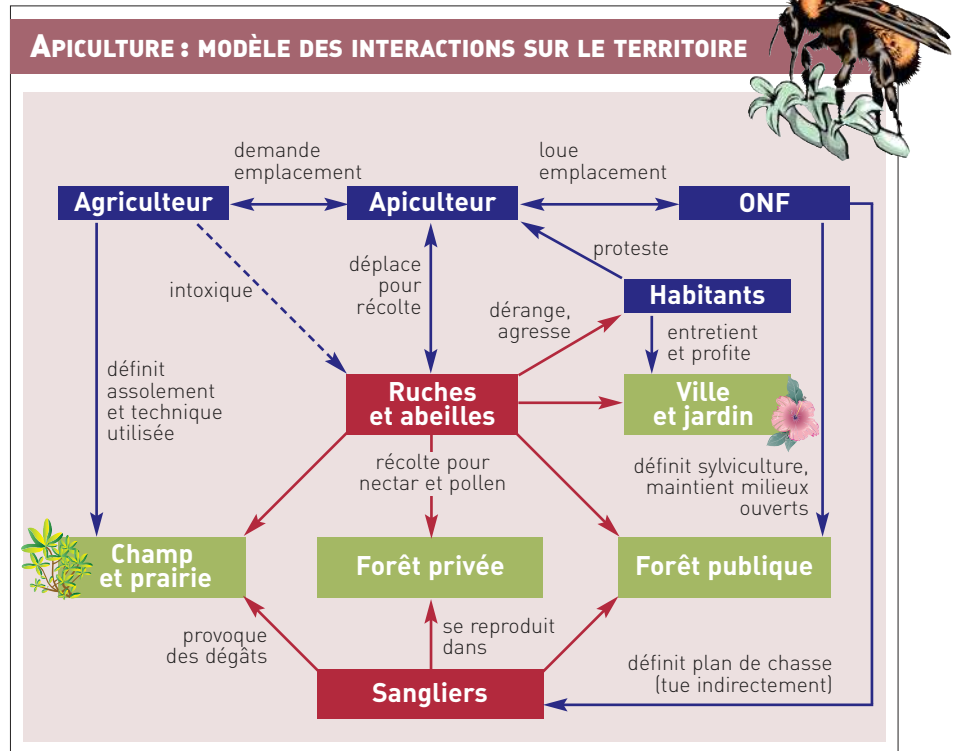 APICULTURE : MODÈLE DES INTERACTIONS SUR LE TERRITOIRE
demande
emplacement
loue
emplacement
Agriculteur
Apiculteur
ONF
intoxique
déplace
pour
récolte
proteste
Habitants
dérange,
agresse
entretient
et profite
définit
assolement
et technique
utilisée
Ruches
et abeilles
Ville
et jardin
récolte pour
nectar et pollen
définit sylviculture,
maintient milieux
ouverts
Champ
et prairie
Forêt privée
Forêt publique
provoque
des dégâts
se reproduit
dans
définit plan de chasse
(tue indirectement)
Sangliers